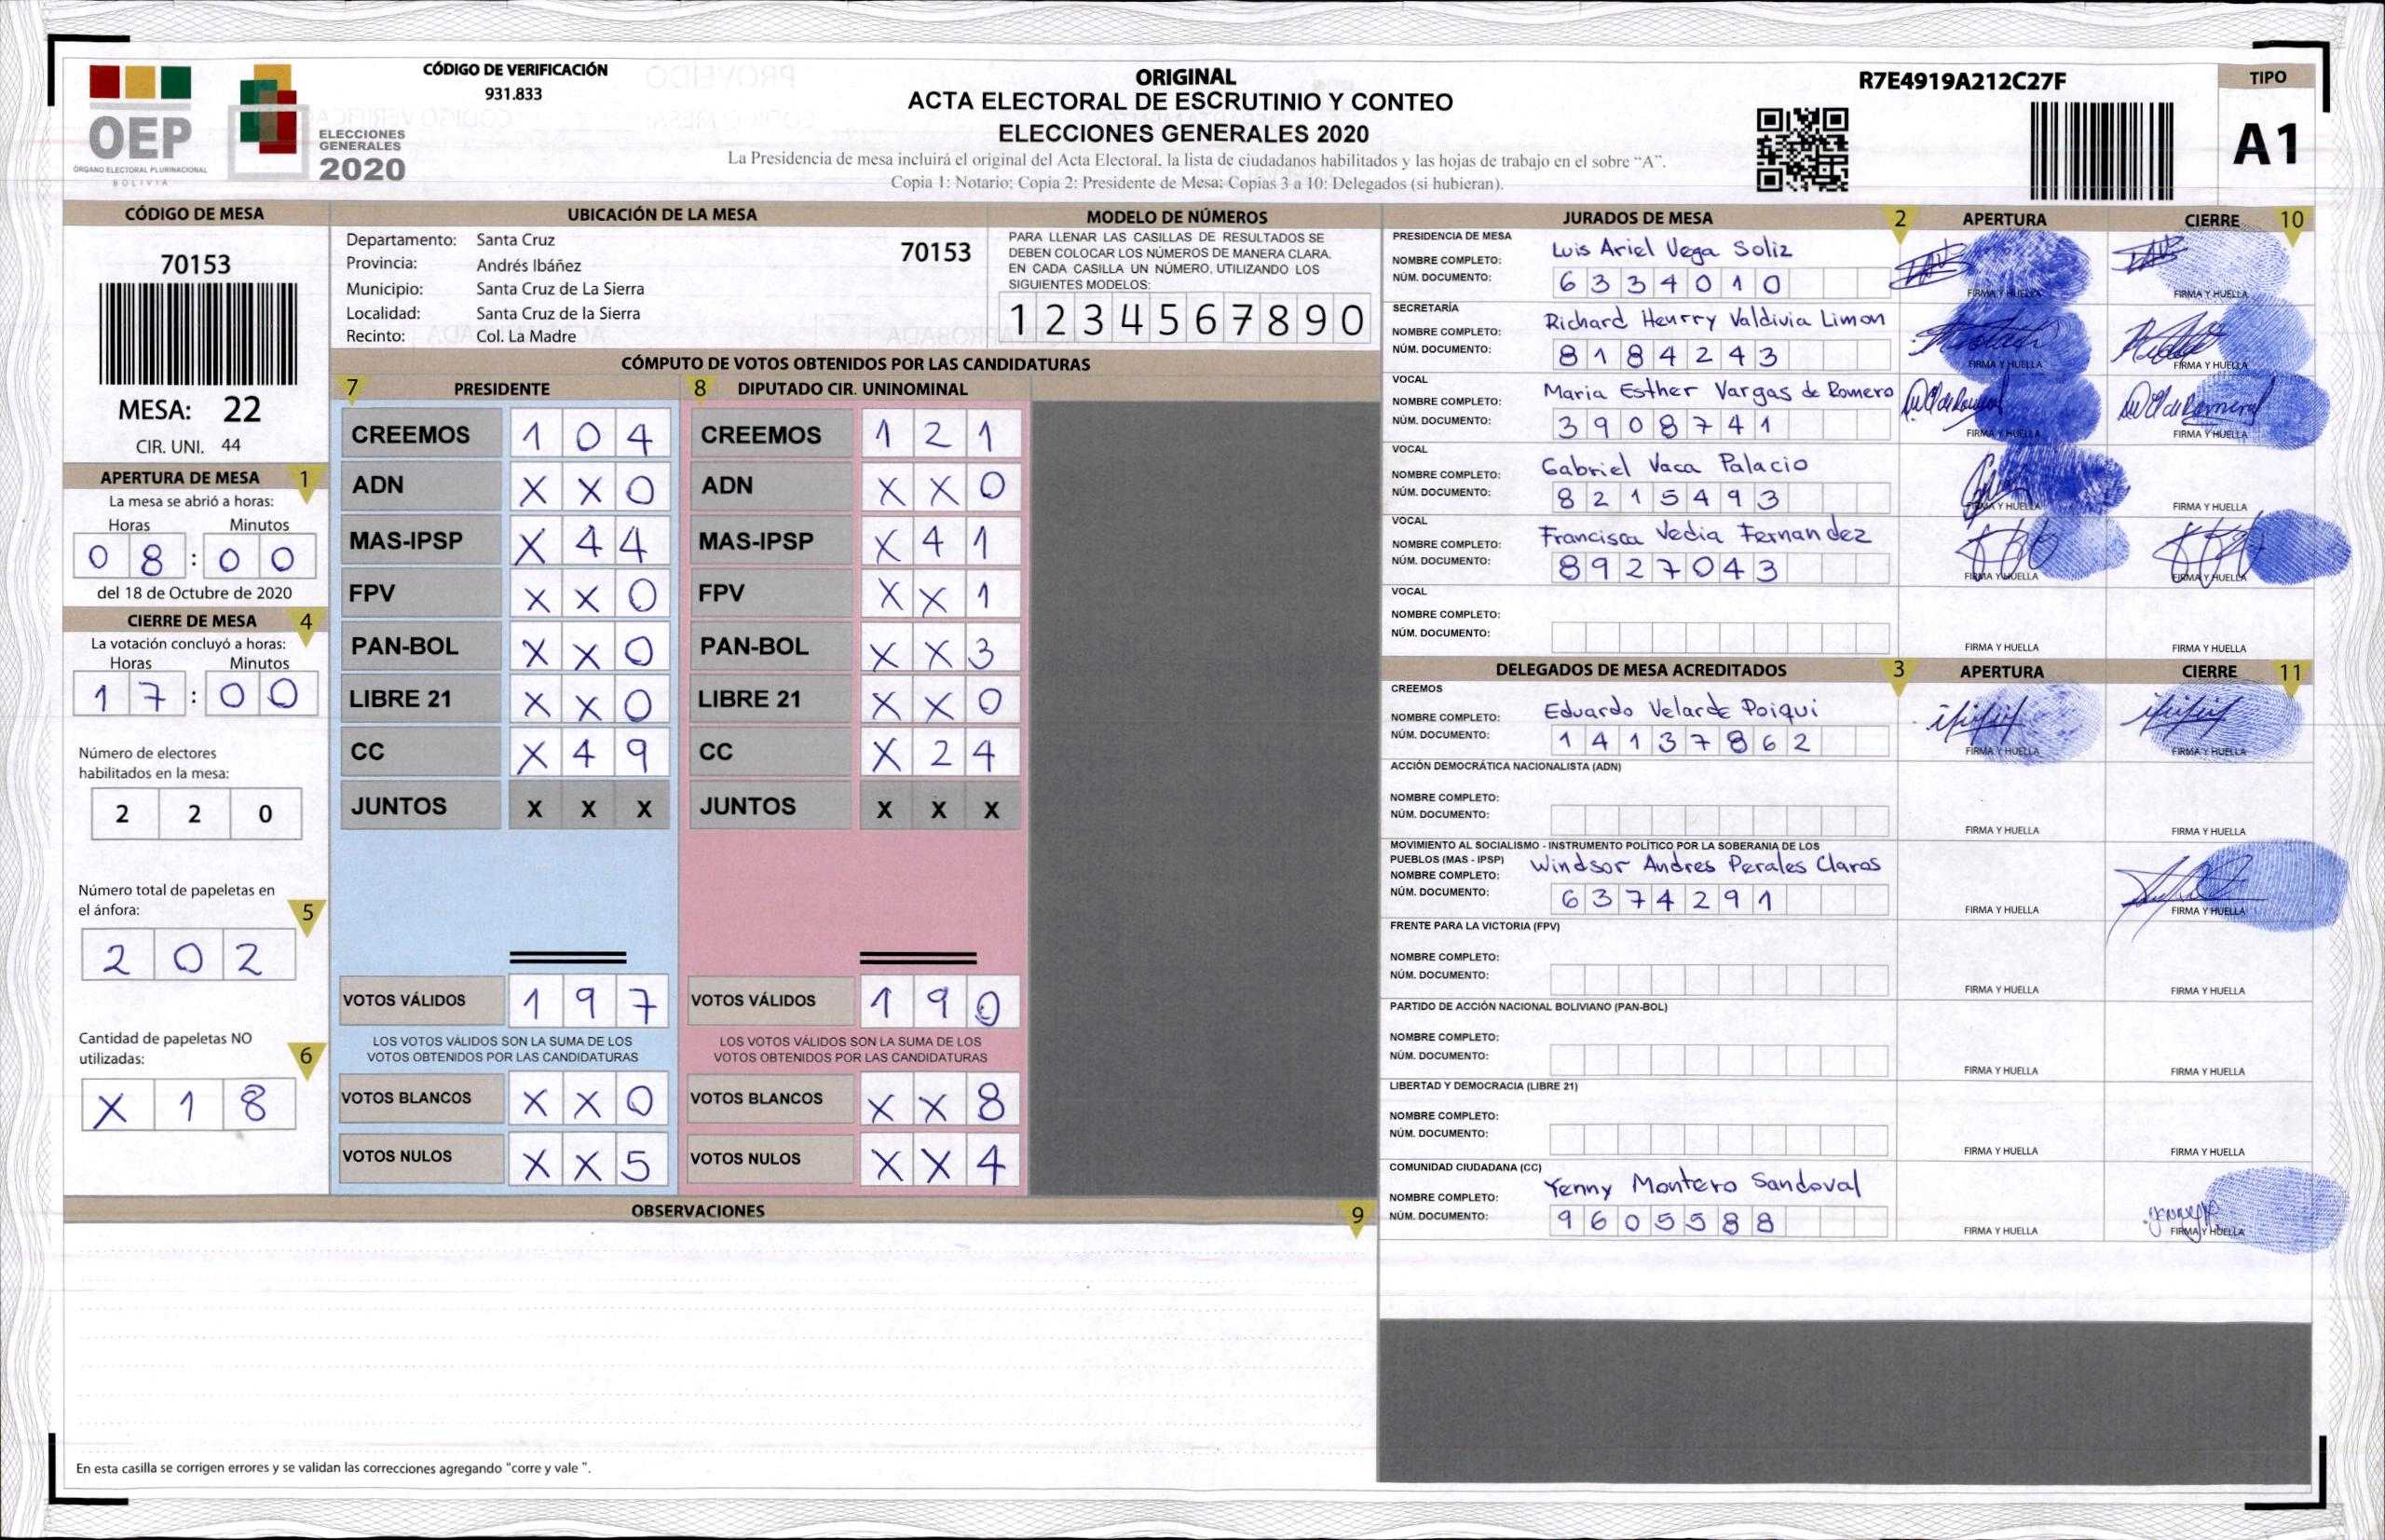 CÓDIGO DE VERIFICACIÓN
931.833
OEP
ÓRGANO ELECTORAL PLURINACIONAL
BOLIVIA
ELECCIONES
GENERALES
2020
ORIGINAL
ACTA ELECTORAL DE ESCRUTINIO Y CONTEO
ELECCIONES GENERALES 2020
La Presidencia de mesa incluirá el original del Acta Electoral, la lista de ciudadanos habilitados y las hojas de trabajo en el sobre "A".
Copia 1: Notario; Copia 2: Presidente de Mesa; Copias 3 a 10: Delegados (si hubieran).
R7E4919A212C27F
TIPO
A1
CÓDIGO DE MESA
70153
MESA: 22
CIR. UNI. 44
APERTURA DE MESA 1
La mesa se abrió a horas:
Horas Minutos
0 8 : 0 0
del 18 de Octubre de 2020
CIERRE DE MESA 4
La votación concluyó a horas:
Horas Minutos
1 7 : 0 0
Número de electores
habilitados en la mesa:
2 2 0
Número total de papeletas en
el ánfora: 5
2 0 2
Cantidad de papeletas NO
utilizadas: 6
X 1 8
UBICACIÓN DE LA MESA
Departamento: Santa Cruz 70153
Provincia: Andrés Ibáñez
Municipio: Santa Cruz de La Sierra
Localidad: Santa Cruz de la Sierra
Recinto: Col. La Madre
MODELO DE NÚMEROS
PARA LLENAR LAS CASILLAS DE RESULTADOS SE
DEBEN COLOCAR LOS NÚMEROS DE MANERA CLARA.
EN CADA CASILLA UN NÚMERO, UTILIZANDO LOS
SIGUIENTES MODELOS:
1 2 3 4 5 6 7 8 9 0
CÓMPUTO DE VOTOS OBTENIDOS POR LAS CANDIDATURAS
7 PRESIDENTE 8 DIPUTADO CIR. UNINOMINAL
CREEMOS 1 0 4 CREEMOS 1 2 1
ADN X X 0 ADN X X 0
MAS-IPSP X 4 4 MAS-IPSP X 4 1
FPV X X 0 FPV X X 1
PAN-BOL X X 0 PAN-BOL X X 3
LIBRE 21 X X 0 LIBRE 21 X X 0
CC X 4 9 CC X 2 4
JUNTOS X X X JUNTOS X X X
VOTOS VÁLIDOS 1 9 7 VOTOS VÁLIDOS 1 9 0
LOS VOTOS VÁLIDOS SON LA SUMA DE LOS LOS VOTOS VÁLIDOS SON LA SUMA DE LOS
VOTOS OBTENIDOS POR LAS CANDIDATURAS VOTOS OBTENIDOS POR LAS CANDIDATURAS
VOTOS BLANCOS X X 0 VOTOS BLANCOS X X 8
VOTOS NULOS X X 5 VOTOS NULOS X X 4
OBSERVACIONES 9
En esta casilla se corrigen errores y se validan las correcciones agregando "corre y vale ".
JURADOS DE MESA 2 APERTURA CIERRE 10
PRESIDENCIA DE MESA
NOMBRE COMPLETO: Luis Ariel Vega Soliz
NÚM. DOCUMENTO: 6 3 3 4 0 1 0
FIRMA Y HUELLA FIRMA Y HUELLA
SECRETARÍA
NOMBRE COMPLETO: Richard Henrry Valdivia Limon
NÚM. DOCUMENTO: 8 1 8 4 2 4 3
FIRMA Y HUELLA FIRMA Y HUELLA
VOCAL
NOMBRE COMPLETO: Maria Esther Vargas de Romero
NÚM. DOCUMENTO: 3 9 0 8 7 4 1
FIRMA Y HUELLA FIRMA Y HUELLA
VOCAL
NOMBRE COMPLETO: Gabriel Vaca Palacio
NÚM. DOCUMENTO: 8 2 1 5 4 9 3
FIRMA Y HUELLA FIRMA Y HUELLA
VOCAL
NOMBRE COMPLETO: Francisca Vedia Fernandez
NÚM. DOCUMENTO: 8 9 2 7 0 4 3
FIRMA Y HUELLA FIRMA Y HUELLA
VOCAL
NOMBRE COMPLETO:
NÚM. DOCUMENTO:
FIRMA Y HUELLA FIRMA Y HUELLA
DELEGADOS DE MESA ACREDITADOS 3 APERTURA CIERRE 11
CREEMOS
NOMBRE COMPLETO: Eduardo Velarde Poiqui
NÚM. DOCUMENTO: 1 4 1 3 7 8 6 2
FIRMA Y HUELLA FIRMA Y HUELLA
ACCIÓN DEMOCRÁTICA NACIONALISTA (ADN)
NOMBRE COMPLETO:
NÚM. DOCUMENTO:
FIRMA Y HUELLA FIRMA Y HUELLA
MOVIMIENTO AL SOCIALISMO - INSTRUMENTO POLÍTICO POR LA SOBERANIA DE LOS
PUEBLOS (MAS - IPSP)
NOMBRE COMPLETO: Windsor Andres Perales Claros
NÚM. DOCUMENTO: 6 3 7 4 2 9 1
FIRMA Y HUELLA FIRMA Y HUELLA
FRENTE PARA LA VICTORIA (FPV)
NOMBRE COMPLETO:
NÚM. DOCUMENTO:
FIRMA Y HUELLA FIRMA Y HUELLA
PARTIDO DE ACCIÓN NACIONAL BOLIVIANO (PAN-BOL)
NOMBRE COMPLETO:
NÚM. DOCUMENTO:
FIRMA Y HUELLA FIRMA Y HUELLA
LIBERTAD Y DEMOCRACIA (LIBRE 21)
NOMBRE COMPLETO:
NÚM. DOCUMENTO:
FIRMA Y HUELLA FIRMA Y HUELLA
COMUNIDAD CIUDADANA (CC)
NOMBRE COMPLETO: Yenny Montero Sandoval
NÚM. DOCUMENTO: 9 6 0 5 5 8 8
FIRMA Y HUELLA FIRMA Y HUELLA